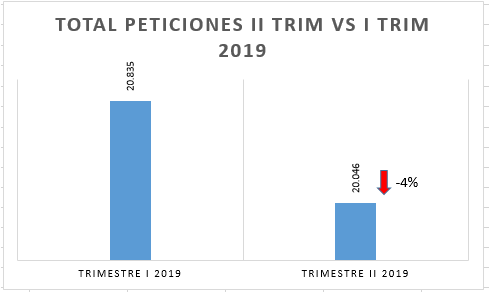 TOTAL PETICIONES II TRIM VS I TRIM
2019
20.835
20.046
-4%
TRIMESTRE I 2019
TRIMESTRE II 2019